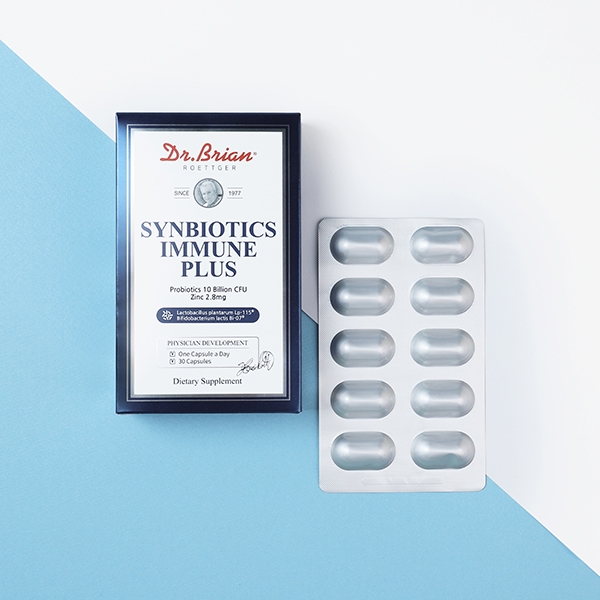 Dr.Brian®
ROETTGER
SINCE 1977
SYNBIOTICS
IMMUNE
PLUS
Probiotics 10 Billion CFU
Zinc 2.8mg
Lactobacillus plantarum Lp-115®
Bifidobacterium lactis Bi-07®
PHYSICIAN DEVELOPMENT
One Capsule a Day
30 Capsules
Dietary Supplement